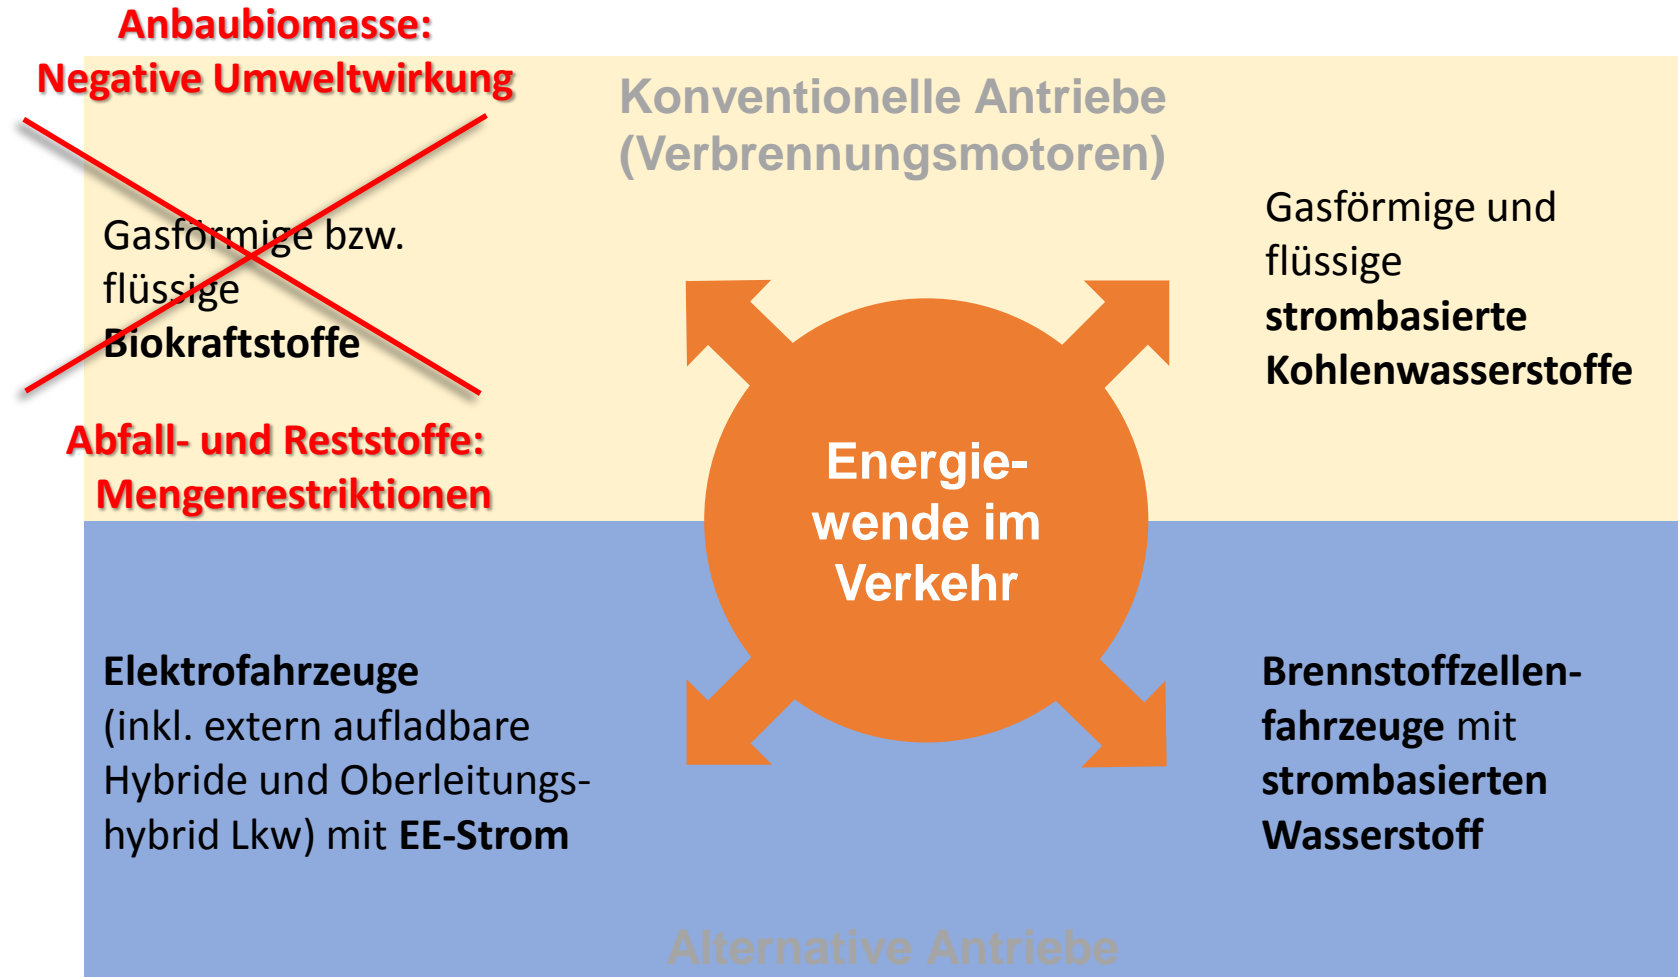 Anbaubiomasse:
Negative Umweltwirkung
Konventionelle Antriebe
(Verbrennungsmotoren)
Gasförmige bzw.
flüssige
Biokraftstoffe
Abfall- und Reststoffe:
Mengenrestriktionen
Gasförmige und
flüssige
strombasierte
Kohlenwasserstoffe
Energie-
wende im
Verkehr
Elektrofahrzeuge
(inkl. extern aufladbare
Hybride und Oberleitungs-
hybrid Lkw) mit EE-Strom
Brennstoffzellen-
fahrzeuge mit
strombasierten
Wasserstoff
Alternative Antriebe